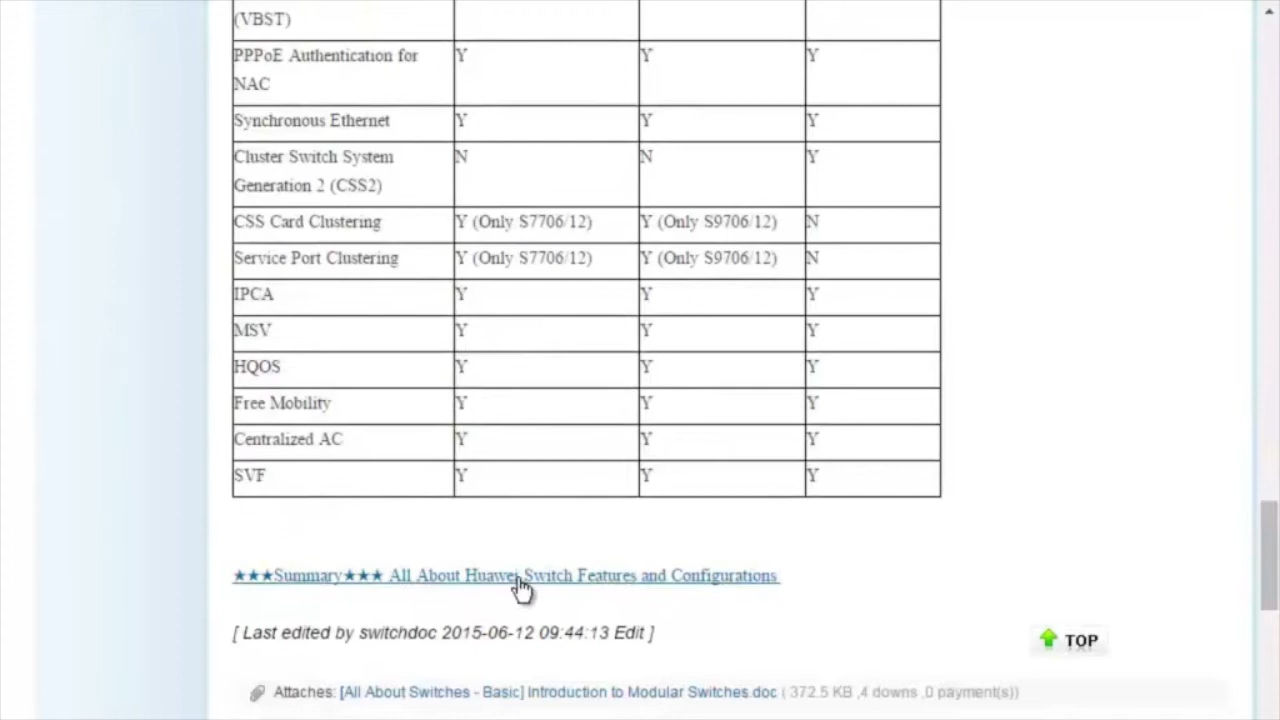 (VBST)
PPPoE Authentication for Y Y Y
NAC
Synchronous Ethernet Y Y Y
Cluster Switch System N N Y
Generation 2 (CSS2)
CSS Card Clustering Y (Only S7706/12) Y (Only S9706/12) N
Service Port Clustering Y (Only S7706/12) Y (Only S9706/12) N
IPCA Y Y Y
MSV Y Y Y
HQOS Y Y Y
Free Mobility Y Y Y
Centralized AC Y Y Y
SVF Y Y Y
★★★Summary★★★ All About Huawei Switch Features and Configurations
[ Last edited by switchdoc 2015-06-12 09:44:13 Edit ]
TOP
Attaches: [All About Switches - Basic] Introduction to Modular Switches.doc ( 372.5 KB ,4 downs ,0 payment(s))